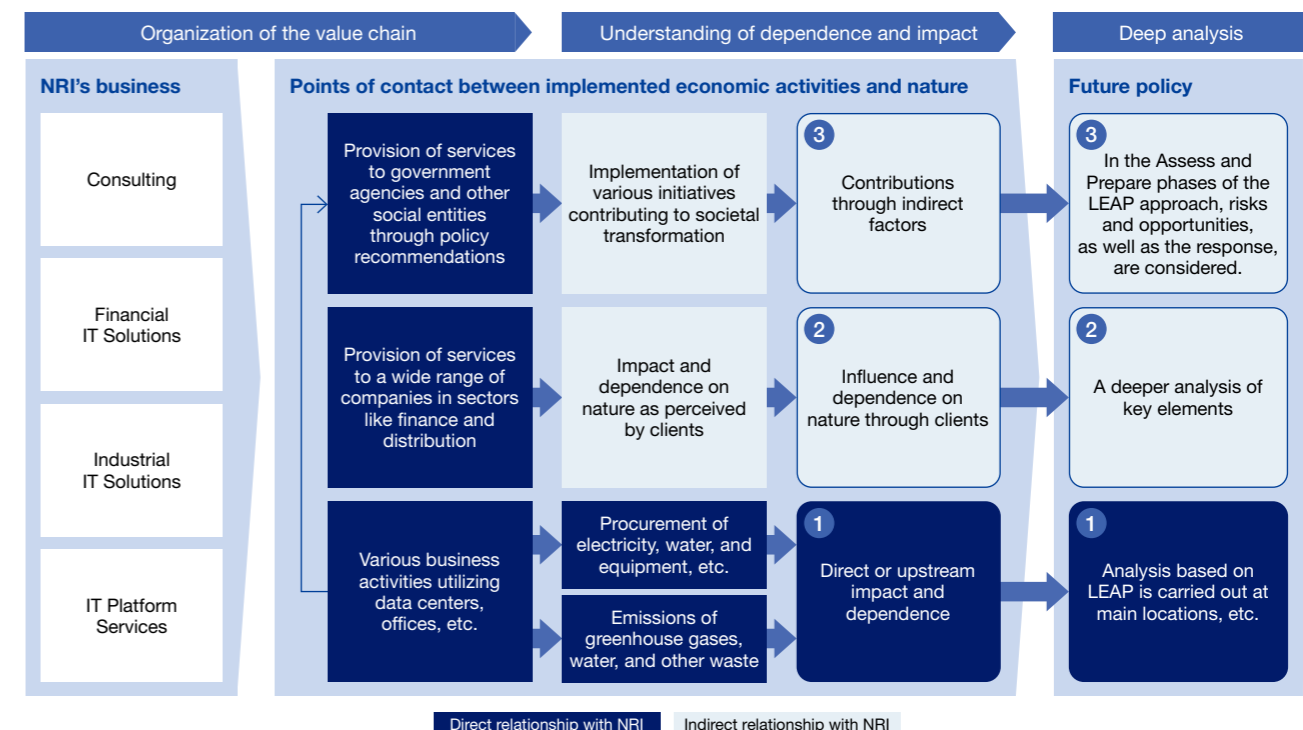 Organization of the value chain
Understanding of dependence and impact
Deep analysis
NRI's business
Consulting
Financial
IT Solutions
Industrial
IT Solutions
IT Platform
Services
Points of contact between implemented economic activities and nature
Provision of services
to government
agencies and other
social entities
through policy
recommendations
Implementation of
various initiatives
contributing to societal
transformation
3
Contributions
through indirect
factors
Provision of services
to a wide range of
companies in sectors
like finance and
distribution
Impact and
dependence on
nature as perceived
by clients
2
Influence and
dependence on
nature through clients
Various business
activities utilizing
data centers,
offices, etc.
Procurement of
electricity, water, and
equipment, etc.
Emissions of
greenhouse gases,
water, and other waste
1
Direct or upstream
impact and
dependence
Future policy
3
In the Assess and
Prepare phases of the
LEAP approach, risks
and opportunities,
as well as the response,
are considered.
2
A deeper analysis of
key elements
1
Analysis based on
LEAP is carried out at
main locations, etc.
Direct relationship with NRI
Indirect relationship with NRI